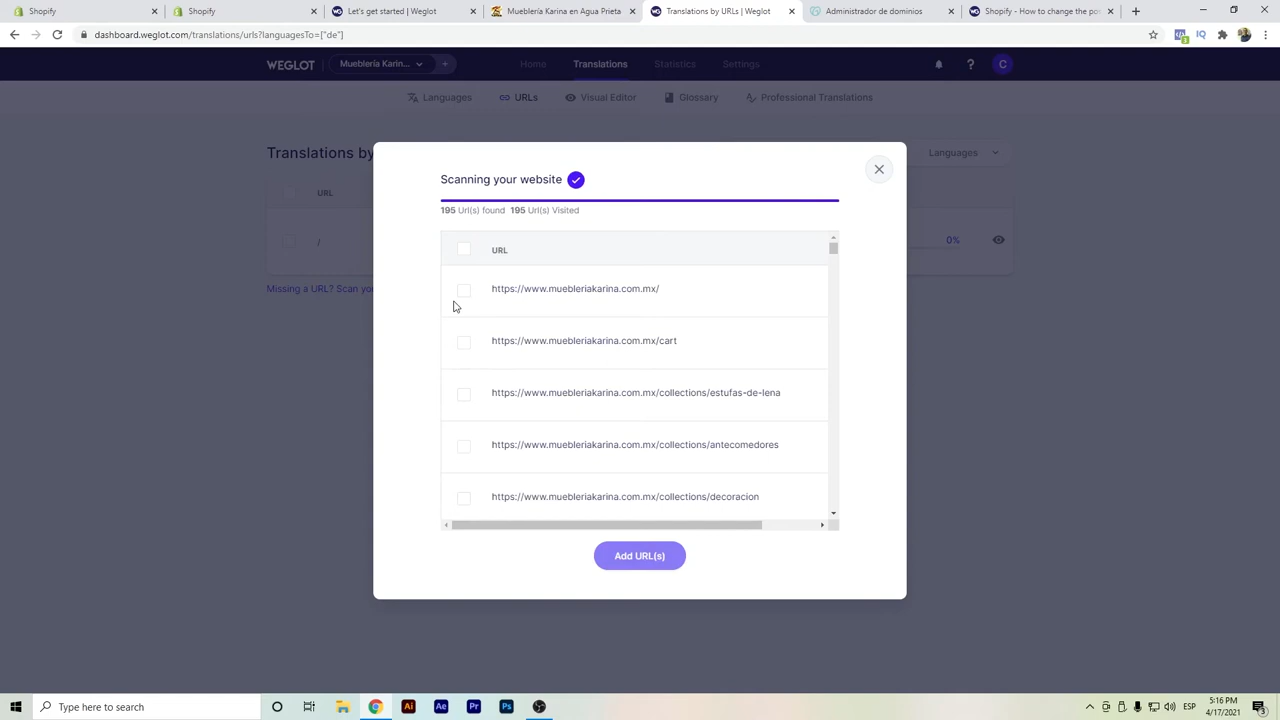 Shopify
Shopify
Let's get started | Weglot
Mueblería Karina en Agua Prieta
Translations by URLs | Weglot
Administrador de dominios
Shopify - How to change the po
dashboard.weglot.com/translations/urls?languagesTo=["de"]
WEGLOT
Mueblería Karin...
Home
Translations
Statistics
Settings
C
Languages
URLs
Visual Editor
Glossary
Professional Translations
Translations by
Languages
URL
/
0%
Missing a URL? Scan you
Scanning your website
195 Url(s) found 195 Url(s) Visited
URL
https://www.muebleriakarina.com.mx/
https://www.muebleriakarina.com.mx/cart
https://www.muebleriakarina.com.mx/collections/estufas-de-lena
https://www.muebleriakarina.com.mx/collections/antecomedores
https://www.muebleriakarina.com.mx/collections/decoracion
Add URL(s)
Type here to search
Ai
Ae
Pr
Ps
ESP
5:16 PM
4/17/2021